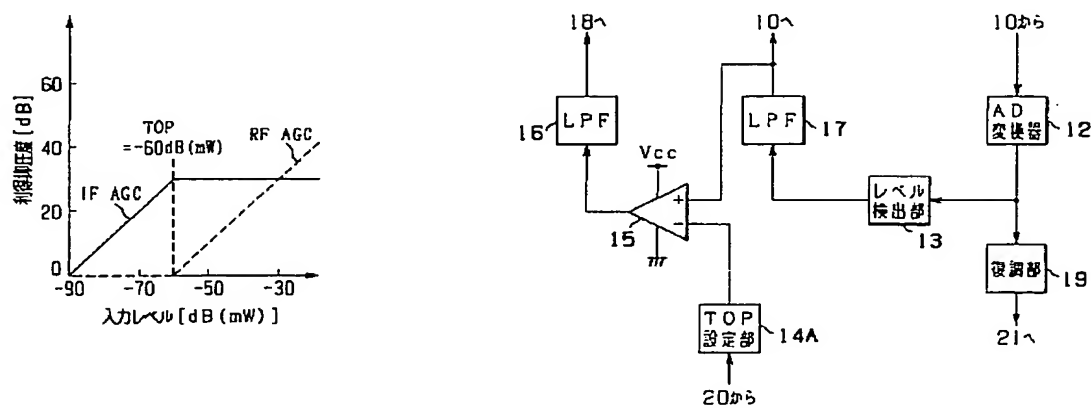 利得抑圧度[dB]
60
40
20
0
TOP
=-60dB(mW)
RF AGC
IF AGC
-90
-70
-50
-30
入力レベル[dB(mW)]
18へ
10へ
10から
LPF
16
LPF
17
AD
変換器
12
Vcc
+
−
15
レベル
検出部
13
復調部
19
TOP
設定部
14A
20から
21へ